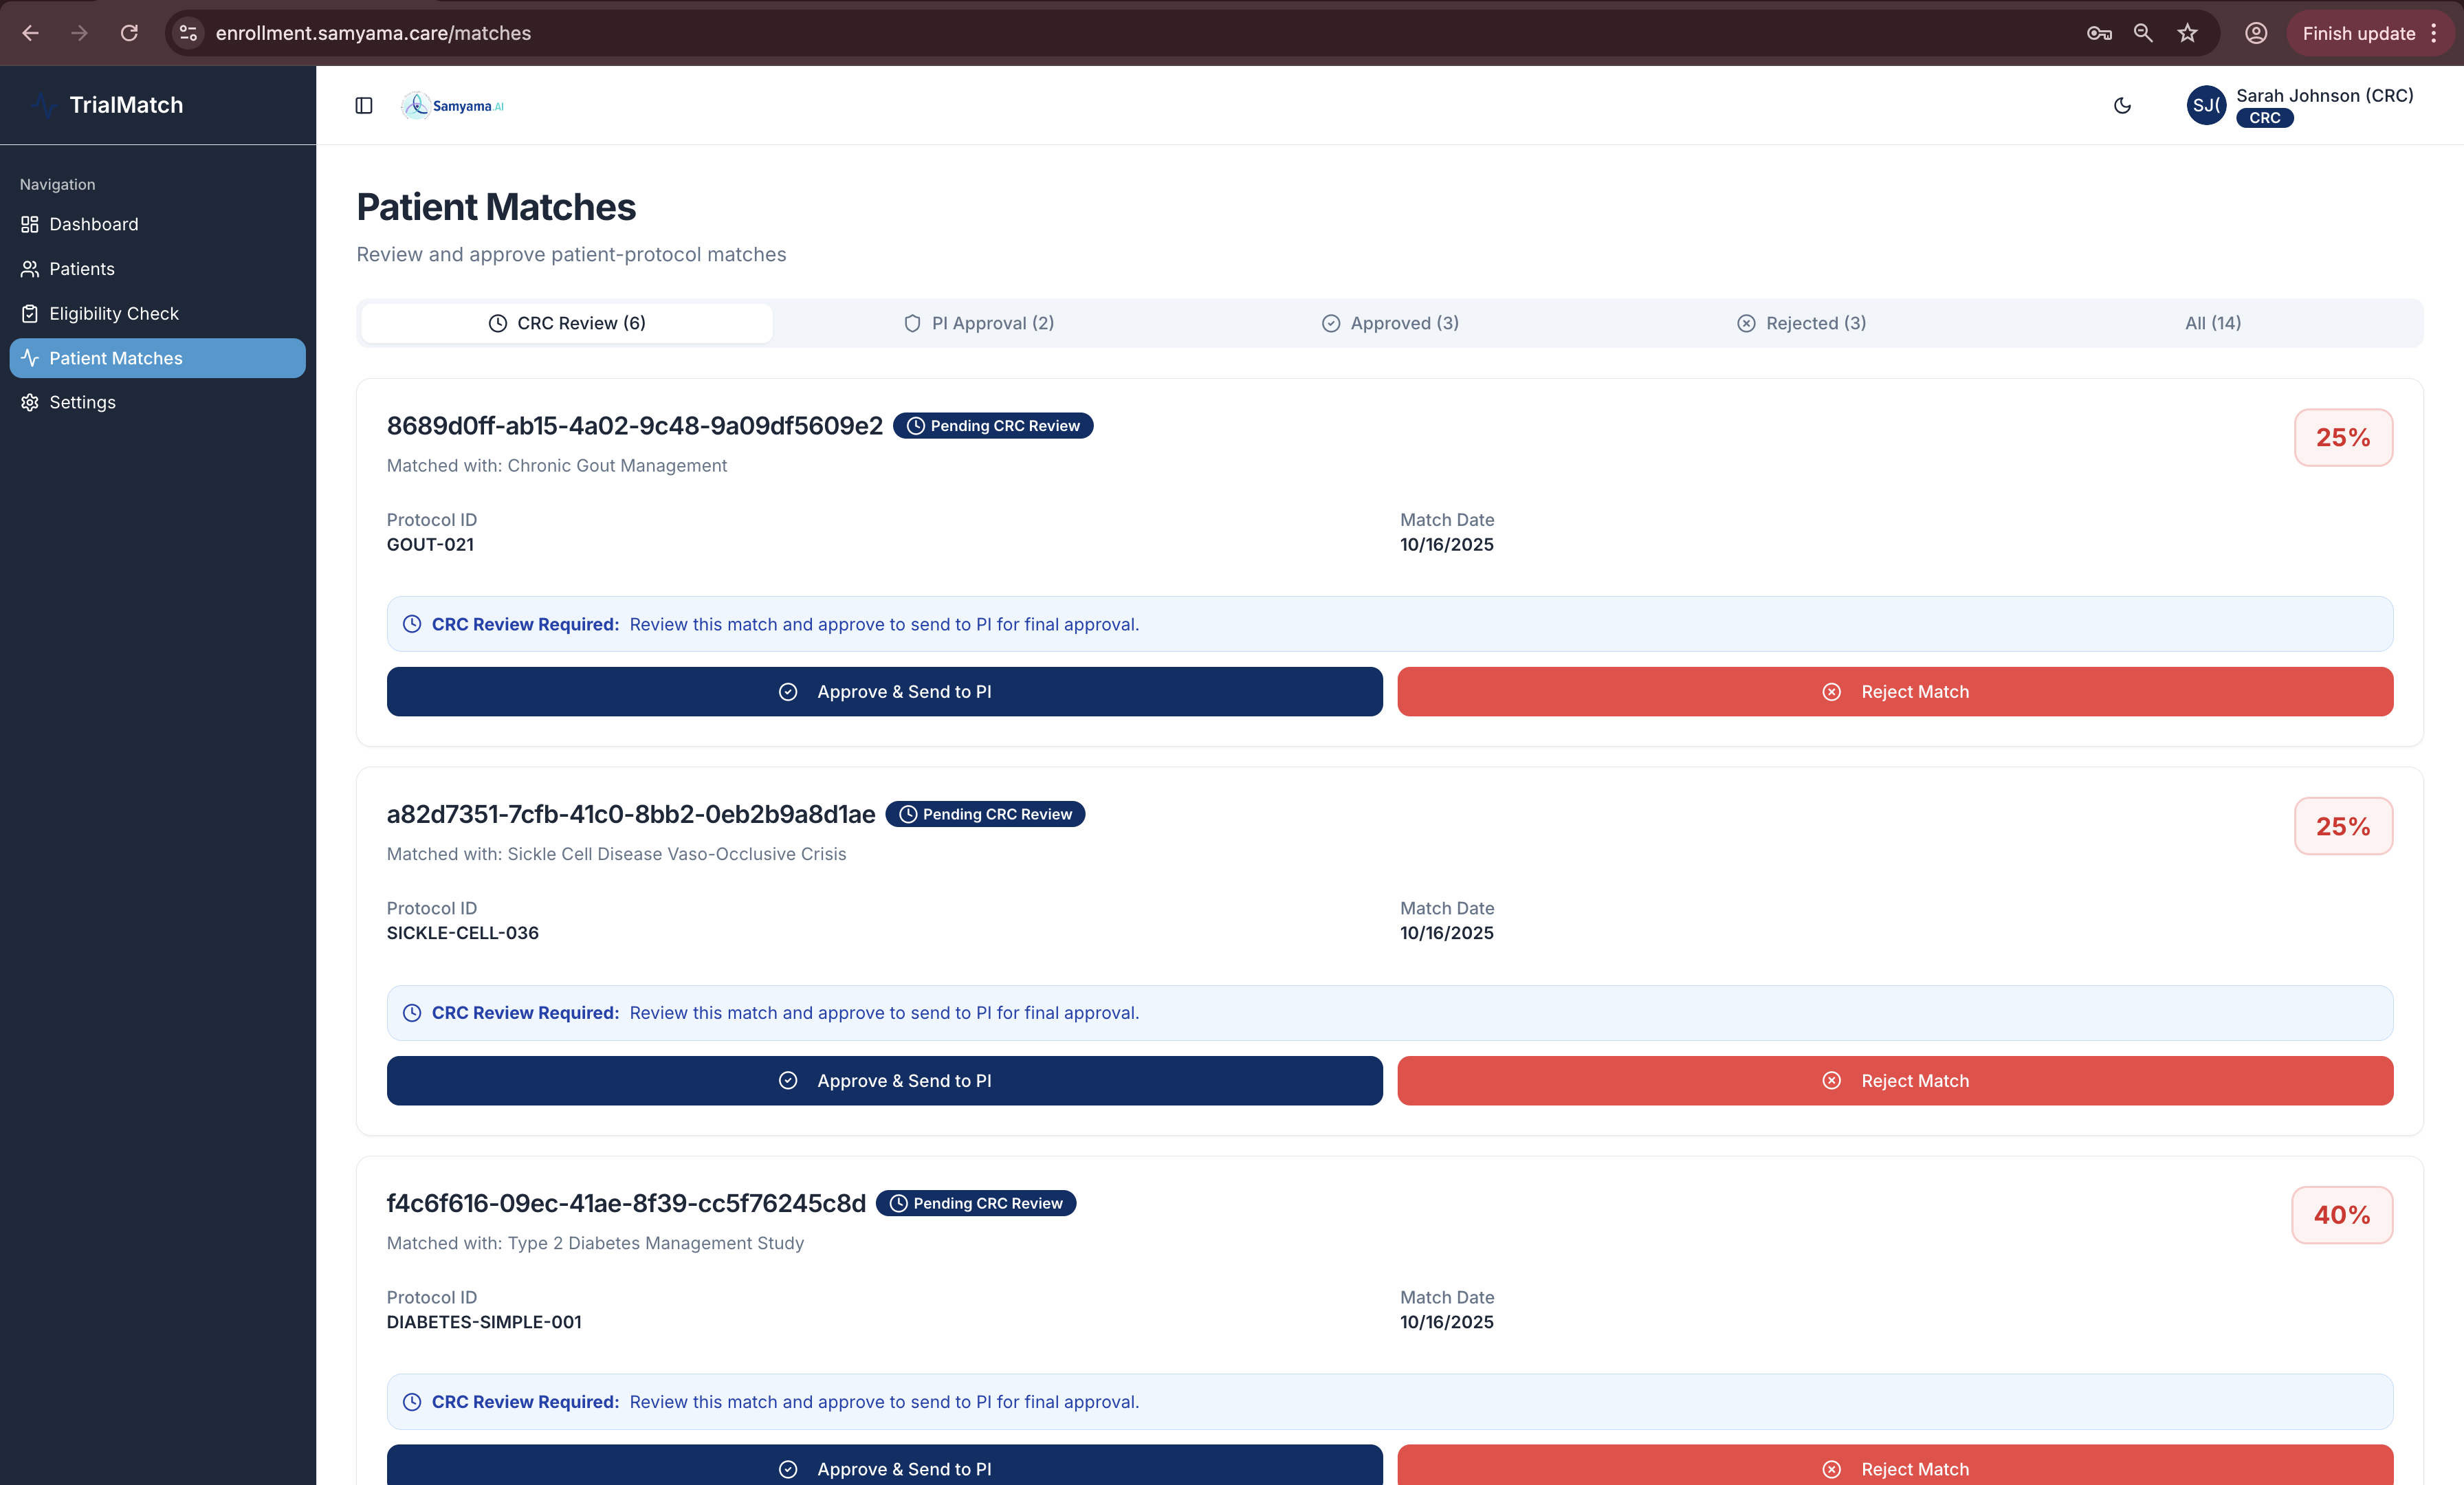 enrollment.samyama.care/matches
Finish update
TrialMatch
Samyama.AI
SJ(
Sarah Johnson (CRC)
CRC
Navigation
Dashboard
Patients
Eligibility Check
Patient Matches
Settings
Patient Matches
Review and approve patient-protocol matches
CRC Review (6)
PI Approval (2)
Approved (3)
Rejected (3)
All (14)
8689d0ff-ab15-4a02-9c48-9a09df5609e2
Pending CRC Review
25%
Matched with: Chronic Gout Management
Protocol ID
GOUT-021
Match Date
10/16/2025
CRC Review Required: Review this match and approve to send to PI for final approval.
Approve & Send to PI
Reject Match
a82d7351-7cfb-41c0-8bb2-0eb2b9a8d1ae
Pending CRC Review
25%
Matched with: Sickle Cell Disease Vaso-Occlusive Crisis
Protocol ID
SICKLE-CELL-036
Match Date
10/16/2025
CRC Review Required: Review this match and approve to send to PI for final approval.
Approve & Send to PI
Reject Match
f4c6f616-09ec-41ae-8f39-cc5f76245c8d
Pending CRC Review
40%
Matched with: Type 2 Diabetes Management Study
Protocol ID
DIABETES-SIMPLE-001
Match Date
10/16/2025
CRC Review Required: Review this match and approve to send to PI for final approval.
Approve & Send to PI
Reject Match